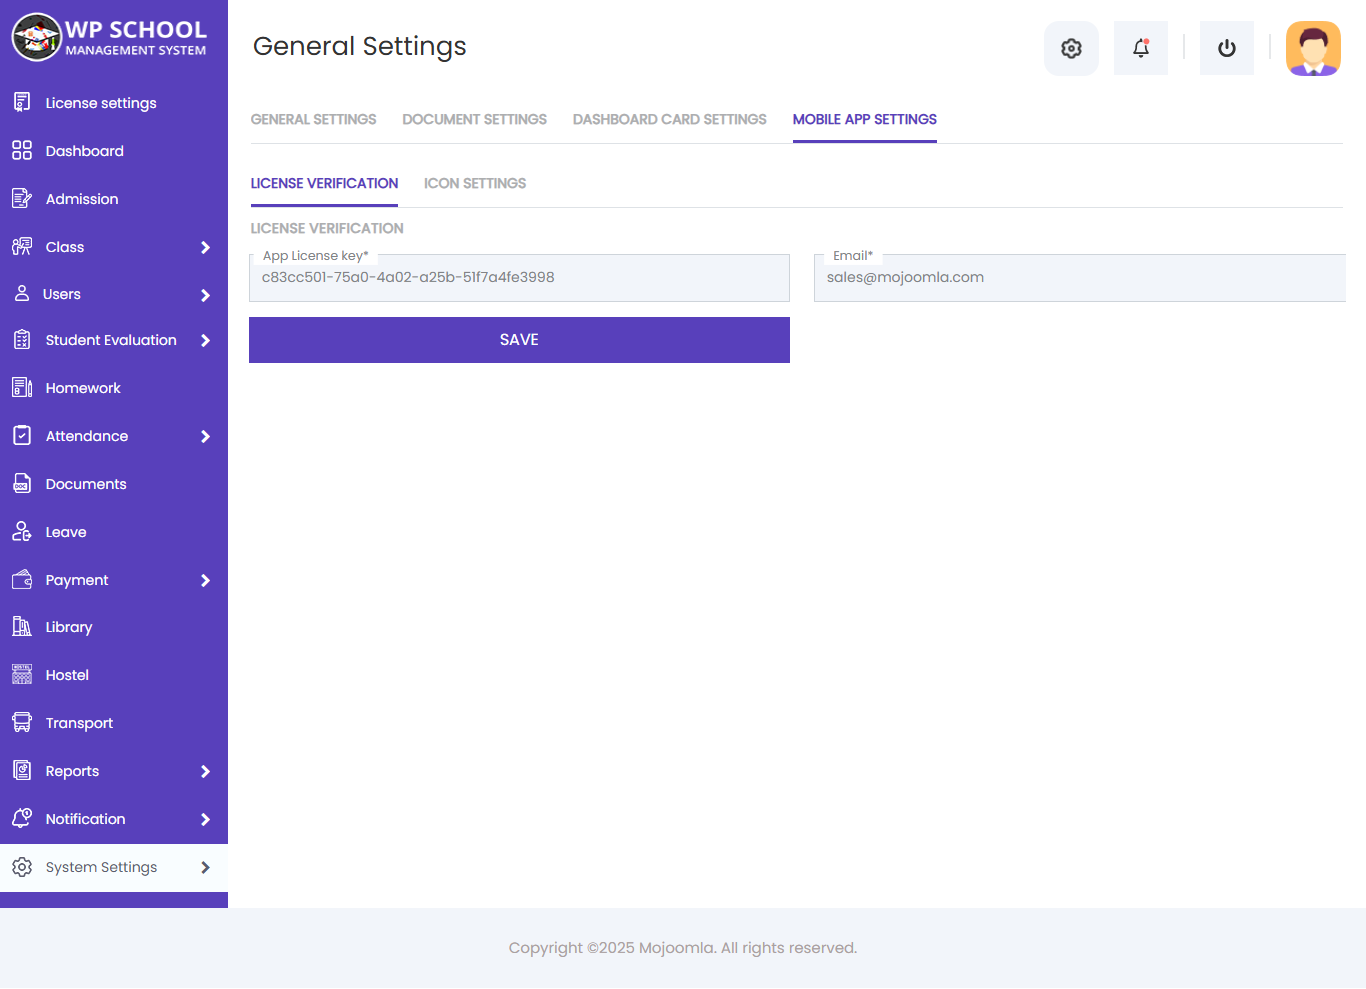 WP SCHOOL
MANAGEMENT SYSTEM
License settings
Dashboard
Admission
Class
Users
Student Evaluation
Homework
Attendance
Documents
Leave
Payment
Library
Hostel
Transport
Reports
Notification
System Settings
General Settings
GENERAL SETTINGS DOCUMENT SETTINGS DASHBOARD CARD SETTINGS MOBILE APP SETTINGS
LICENSE VERIFICATION ICON SETTINGS
LICENSE VERIFICATION
App License key* Email*
c83cc501-75a0-4a02-a25b-51f7a4fe3998 sales@mojoomla.com
SAVE
Copyright ©2025 Mojoomla. All rights reserved.